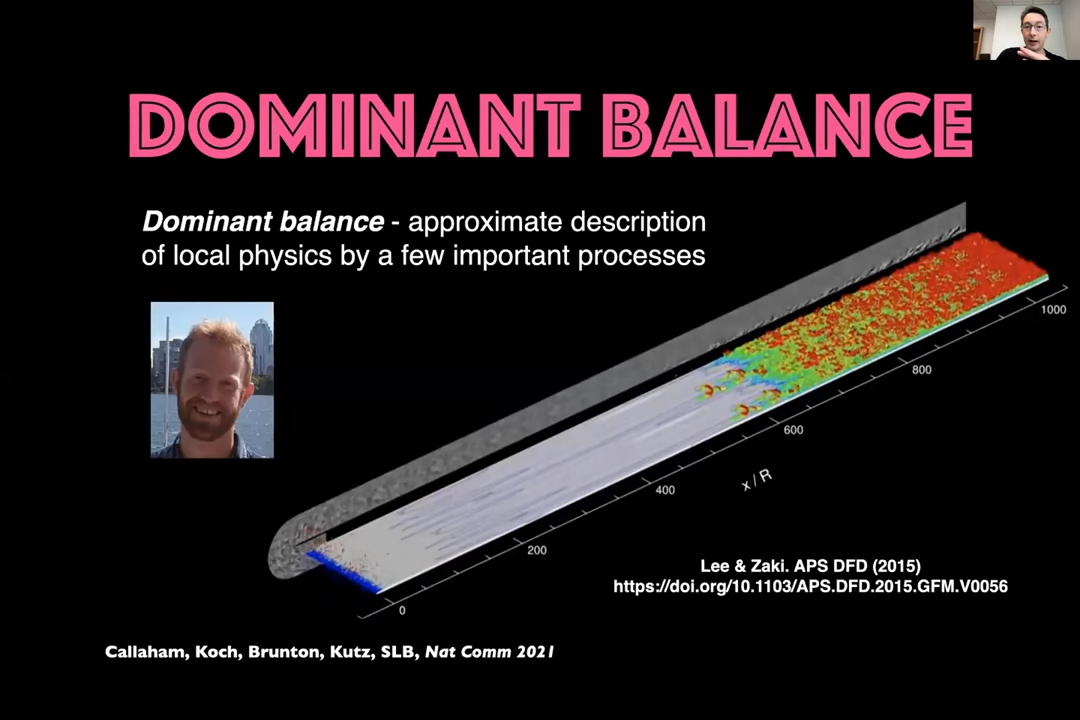 DOMINANT BALANCE
Dominant balance - approximate description
of local physics by a few important processes
1000
800
600
x / R
400
200
0
Lee & Zaki. APS DFD (2015)
https://doi.org/10.1103/APS.DFD.2015.GFM.V0056
Callaham, Koch, Brunton, Kutz, SLB, Nat Comm 2021